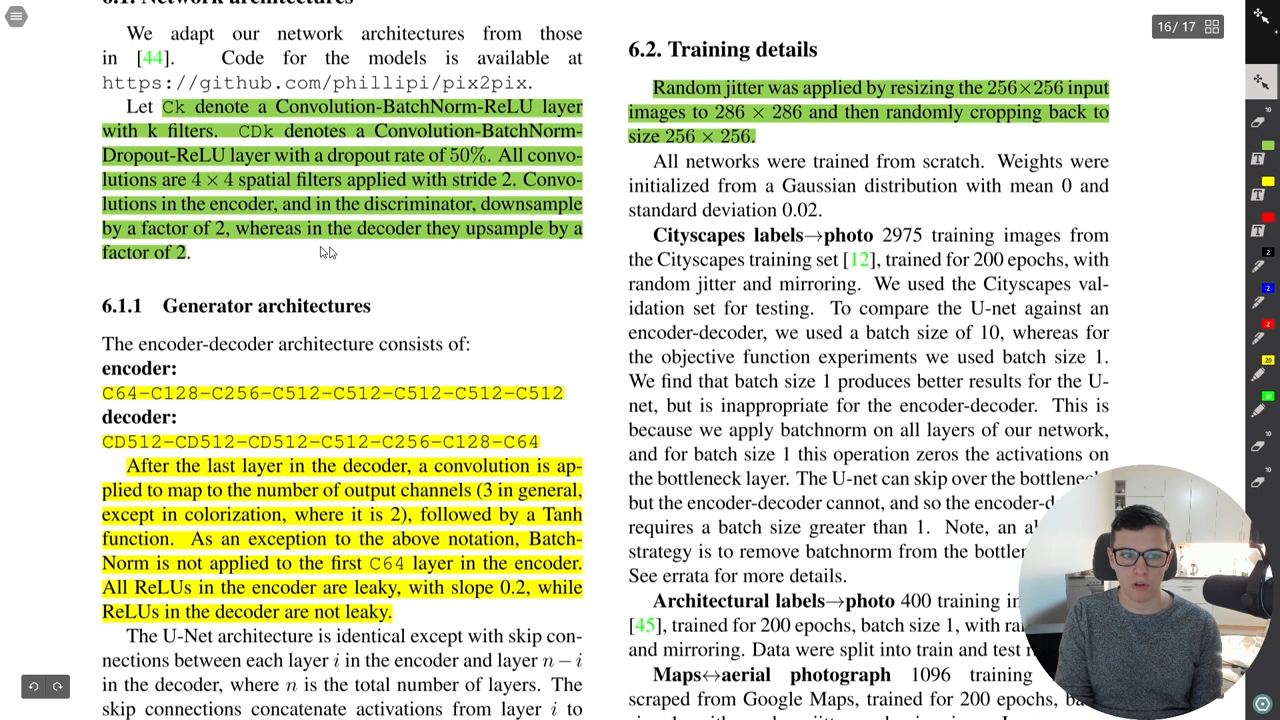 6.1. Network architectures
We adapt our network architectures from those
in [44]. Code for the models is available at
https://github.com/phillipi/pix2pix.
Let Ck denote a Convolution-BatchNorm-ReLU layer
with k filters. CDk denotes a Convolution-BatchNorm-
Dropout-ReLU layer with a dropout rate of 50%. All convo-
lutions are 4 × 4 spatial filters applied with stride 2. Convo-
lutions in the encoder, and in the discriminator, downsample
by a factor of 2, whereas in the decoder they upsample by a
factor of 2.
6.1.1 Generator architectures
The encoder-decoder architecture consists of:
encoder:
C64-C128-C256-C512-C512-C512-C512-C512
decoder:
CD512-CD512-CD512-C512-C256-C128-C64
After the last layer in the decoder, a convolution is ap-
plied to map to the number of output channels (3 in general,
except in colorization, where it is 2), followed by a Tanh
function. As an exception to the above notation, Batch-
Norm is not applied to the first C64 layer in the encoder.
All ReLUs in the encoder are leaky, with slope 0.2, while
ReLUs in the decoder are not leaky.
The U-Net architecture is identical except with skip con-
nections between each layer i in the encoder and layer n − i
in the decoder, where n is the total number of layers. The
skip connections concatenate activations from layer i to
6.2. Training details
Random jitter was applied by resizing the 256×256 input
images to 286 × 286 and then randomly cropping back to
size 256 × 256.
All networks were trained from scratch. Weights were
initialized from a Gaussian distribution with mean 0 and
standard deviation 0.02.
Cityscapes labels→photo 2975 training images from
the Cityscapes training set [12], trained for 200 epochs, with
random jitter and mirroring. We used the Cityscapes val-
idation set for testing. To compare the U-net against an
encoder-decoder, we used a batch size of 10, whereas for
the objective function experiments we used batch size 1.
We find that batch size 1 produces better results for the U-
net, but is inappropriate for the encoder-decoder. This is
because we apply batchnorm on all layers of our network,
and for batch size 1 this operation zeros the activations on
the bottleneck layer. The U-net can skip over the bottleneck,
but the encoder-decoder cannot, and so the encoder-d
requires a batch size greater than 1. Note, an al
strategy is to remove batchnorm from the bottlen
See errata for more details.
Architectural labels→photo 400 training im
[45], trained for 200 epochs, batch size 1, with ran
and mirroring. Data were split into train and test r
Maps↔aerial photograph 1096 training
scraped from Google Maps, trained for 200 epochs, ba
16 / 17
10
2
2
2
20
10
10